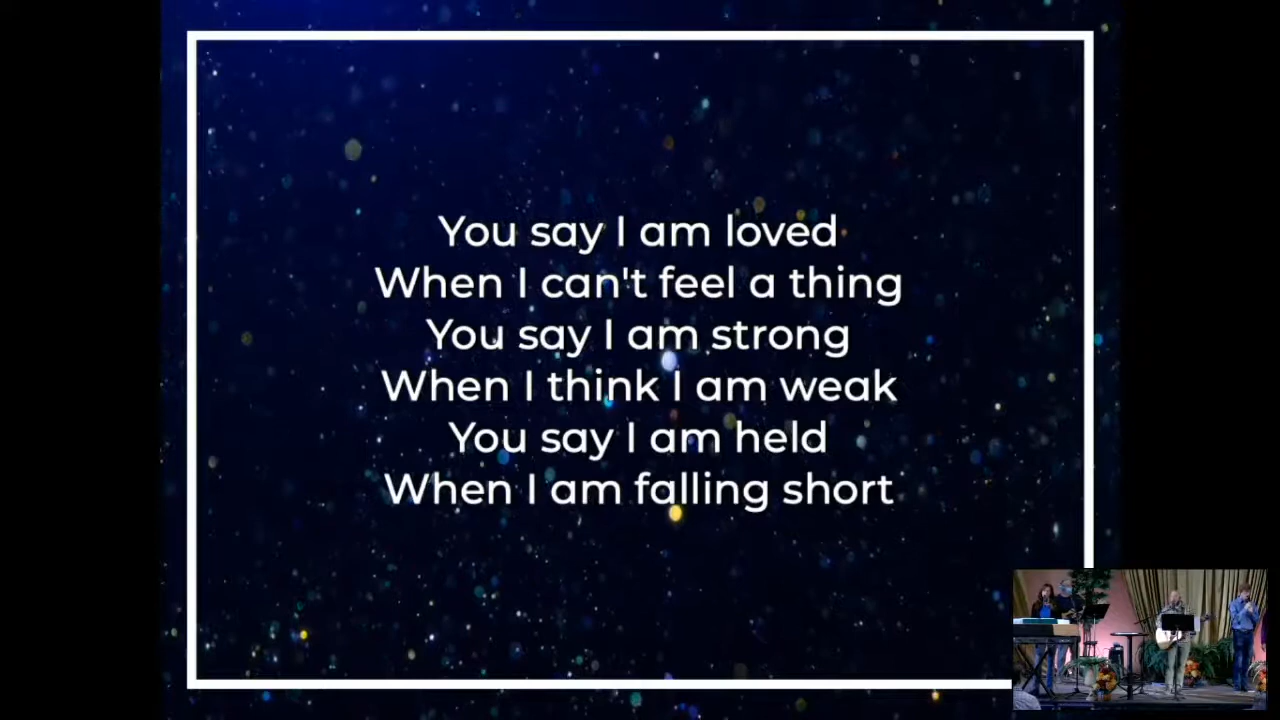 You say I am loved
When I can't feel a thing
You say I am strong
When I think I am weak
You say I am held
When I am falling short